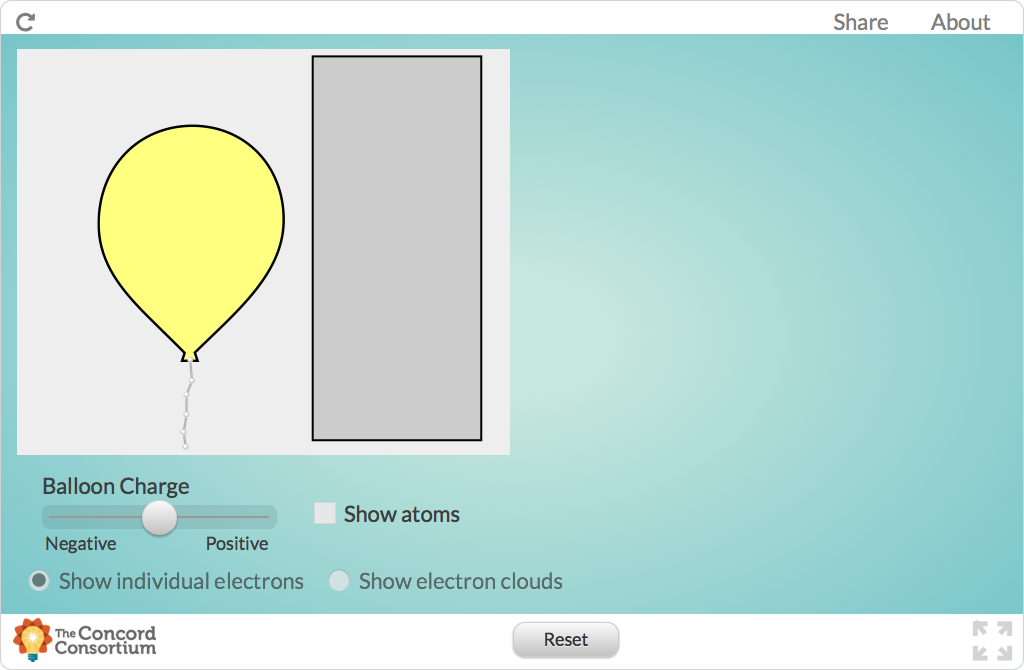 Share About
Balloon Charge
Show atoms
Negative Positive
Show individual electrons Show electron clouds
The Concord
Consortium
Reset